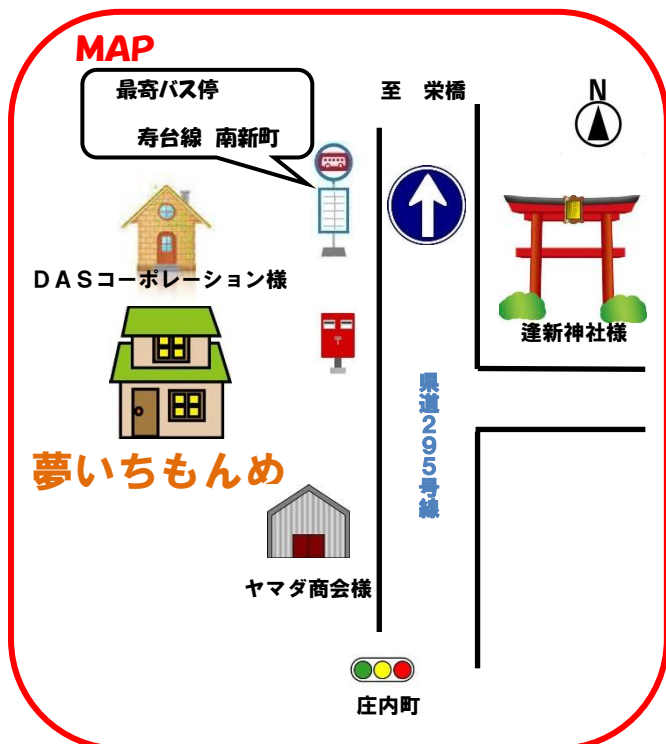 MAP
最寄バス停
寿台線 南新町
至 栄橋
N
DASコーポレーション様
〒
逢新神社様
県道295号線
夢いちもんめ
ヤマダ商会様
庄内町